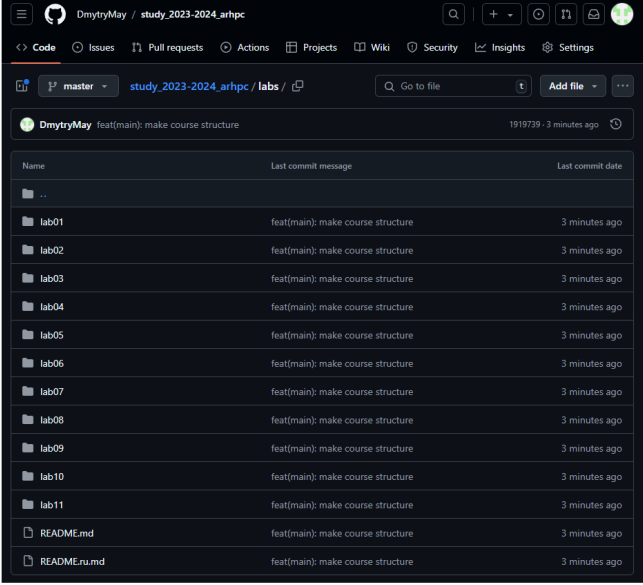 DmytryMay / study_2023-2024_arhpc
Code Issues Pull requests Actions Projects Wiki Security Insights Settings
master study_2023-2024_arhpc / labs / Go to file t Add file
DmytryMay feat(main): make course structure 1919739 · 3 minutes ago
Name Last commit message Last commit date
..
lab01 feat(main): make course structure 3 minutes ago
lab02 feat(main): make course structure 3 minutes ago
lab03 feat(main): make course structure 3 minutes ago
lab04 feat(main): make course structure 3 minutes ago
lab05 feat(main): make course structure 3 minutes ago
lab06 feat(main): make course structure 3 minutes ago
lab07 feat(main): make course structure 3 minutes ago
lab08 feat(main): make course structure 3 minutes ago
lab09 feat(main): make course structure 3 minutes ago
lab10 feat(main): make course structure 3 minutes ago
lab11 feat(main): make course structure 3 minutes ago
README.md feat(main): make course structure 3 minutes ago
README.ru.md feat(main): make course structure 3 minutes ago